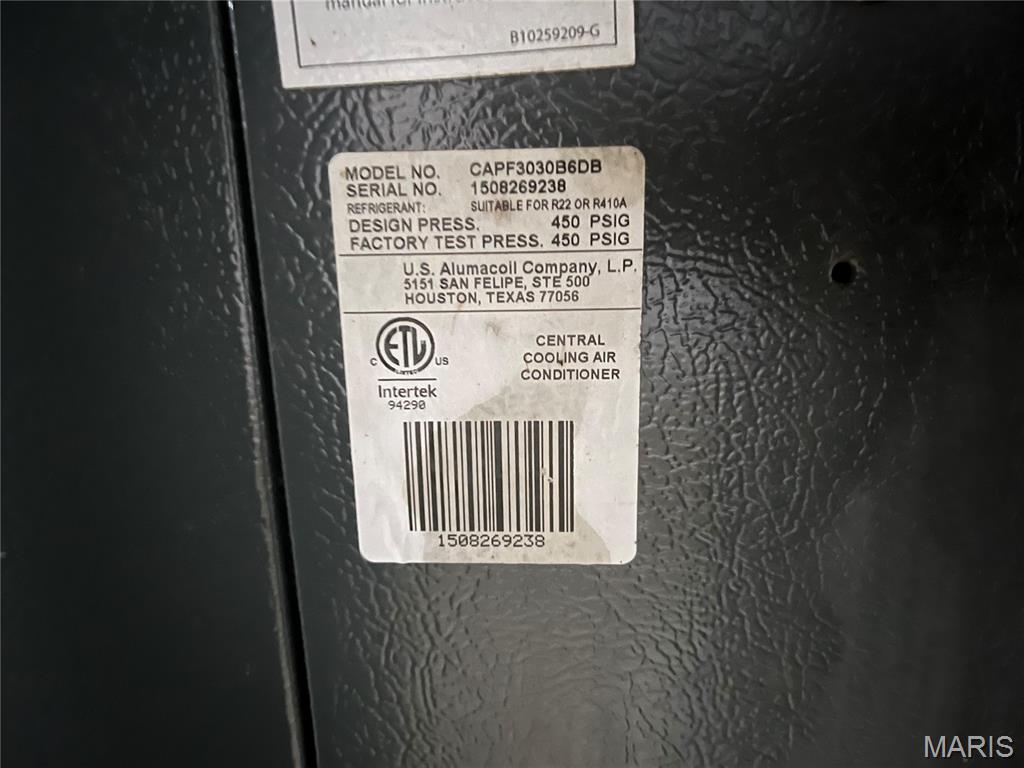 manual for
B10259209-G
MODEL NO. CAPF3030B6DB
SERIAL NO. 1508269238
REFRIGERANT: SUITABLE FOR R22 OR R410A
DESIGN PRESS. 450 PSIG
FACTORY TEST PRESS. 450 PSIG
U.S. Alumacoil Company, L.P.
5151 SAN FELIPE, STE 500
HOUSTON, TEXAS 77056
C ETL US
Intertek
94290
CENTRAL
COOLING AIR
CONDITIONER
1508269238
MARIS